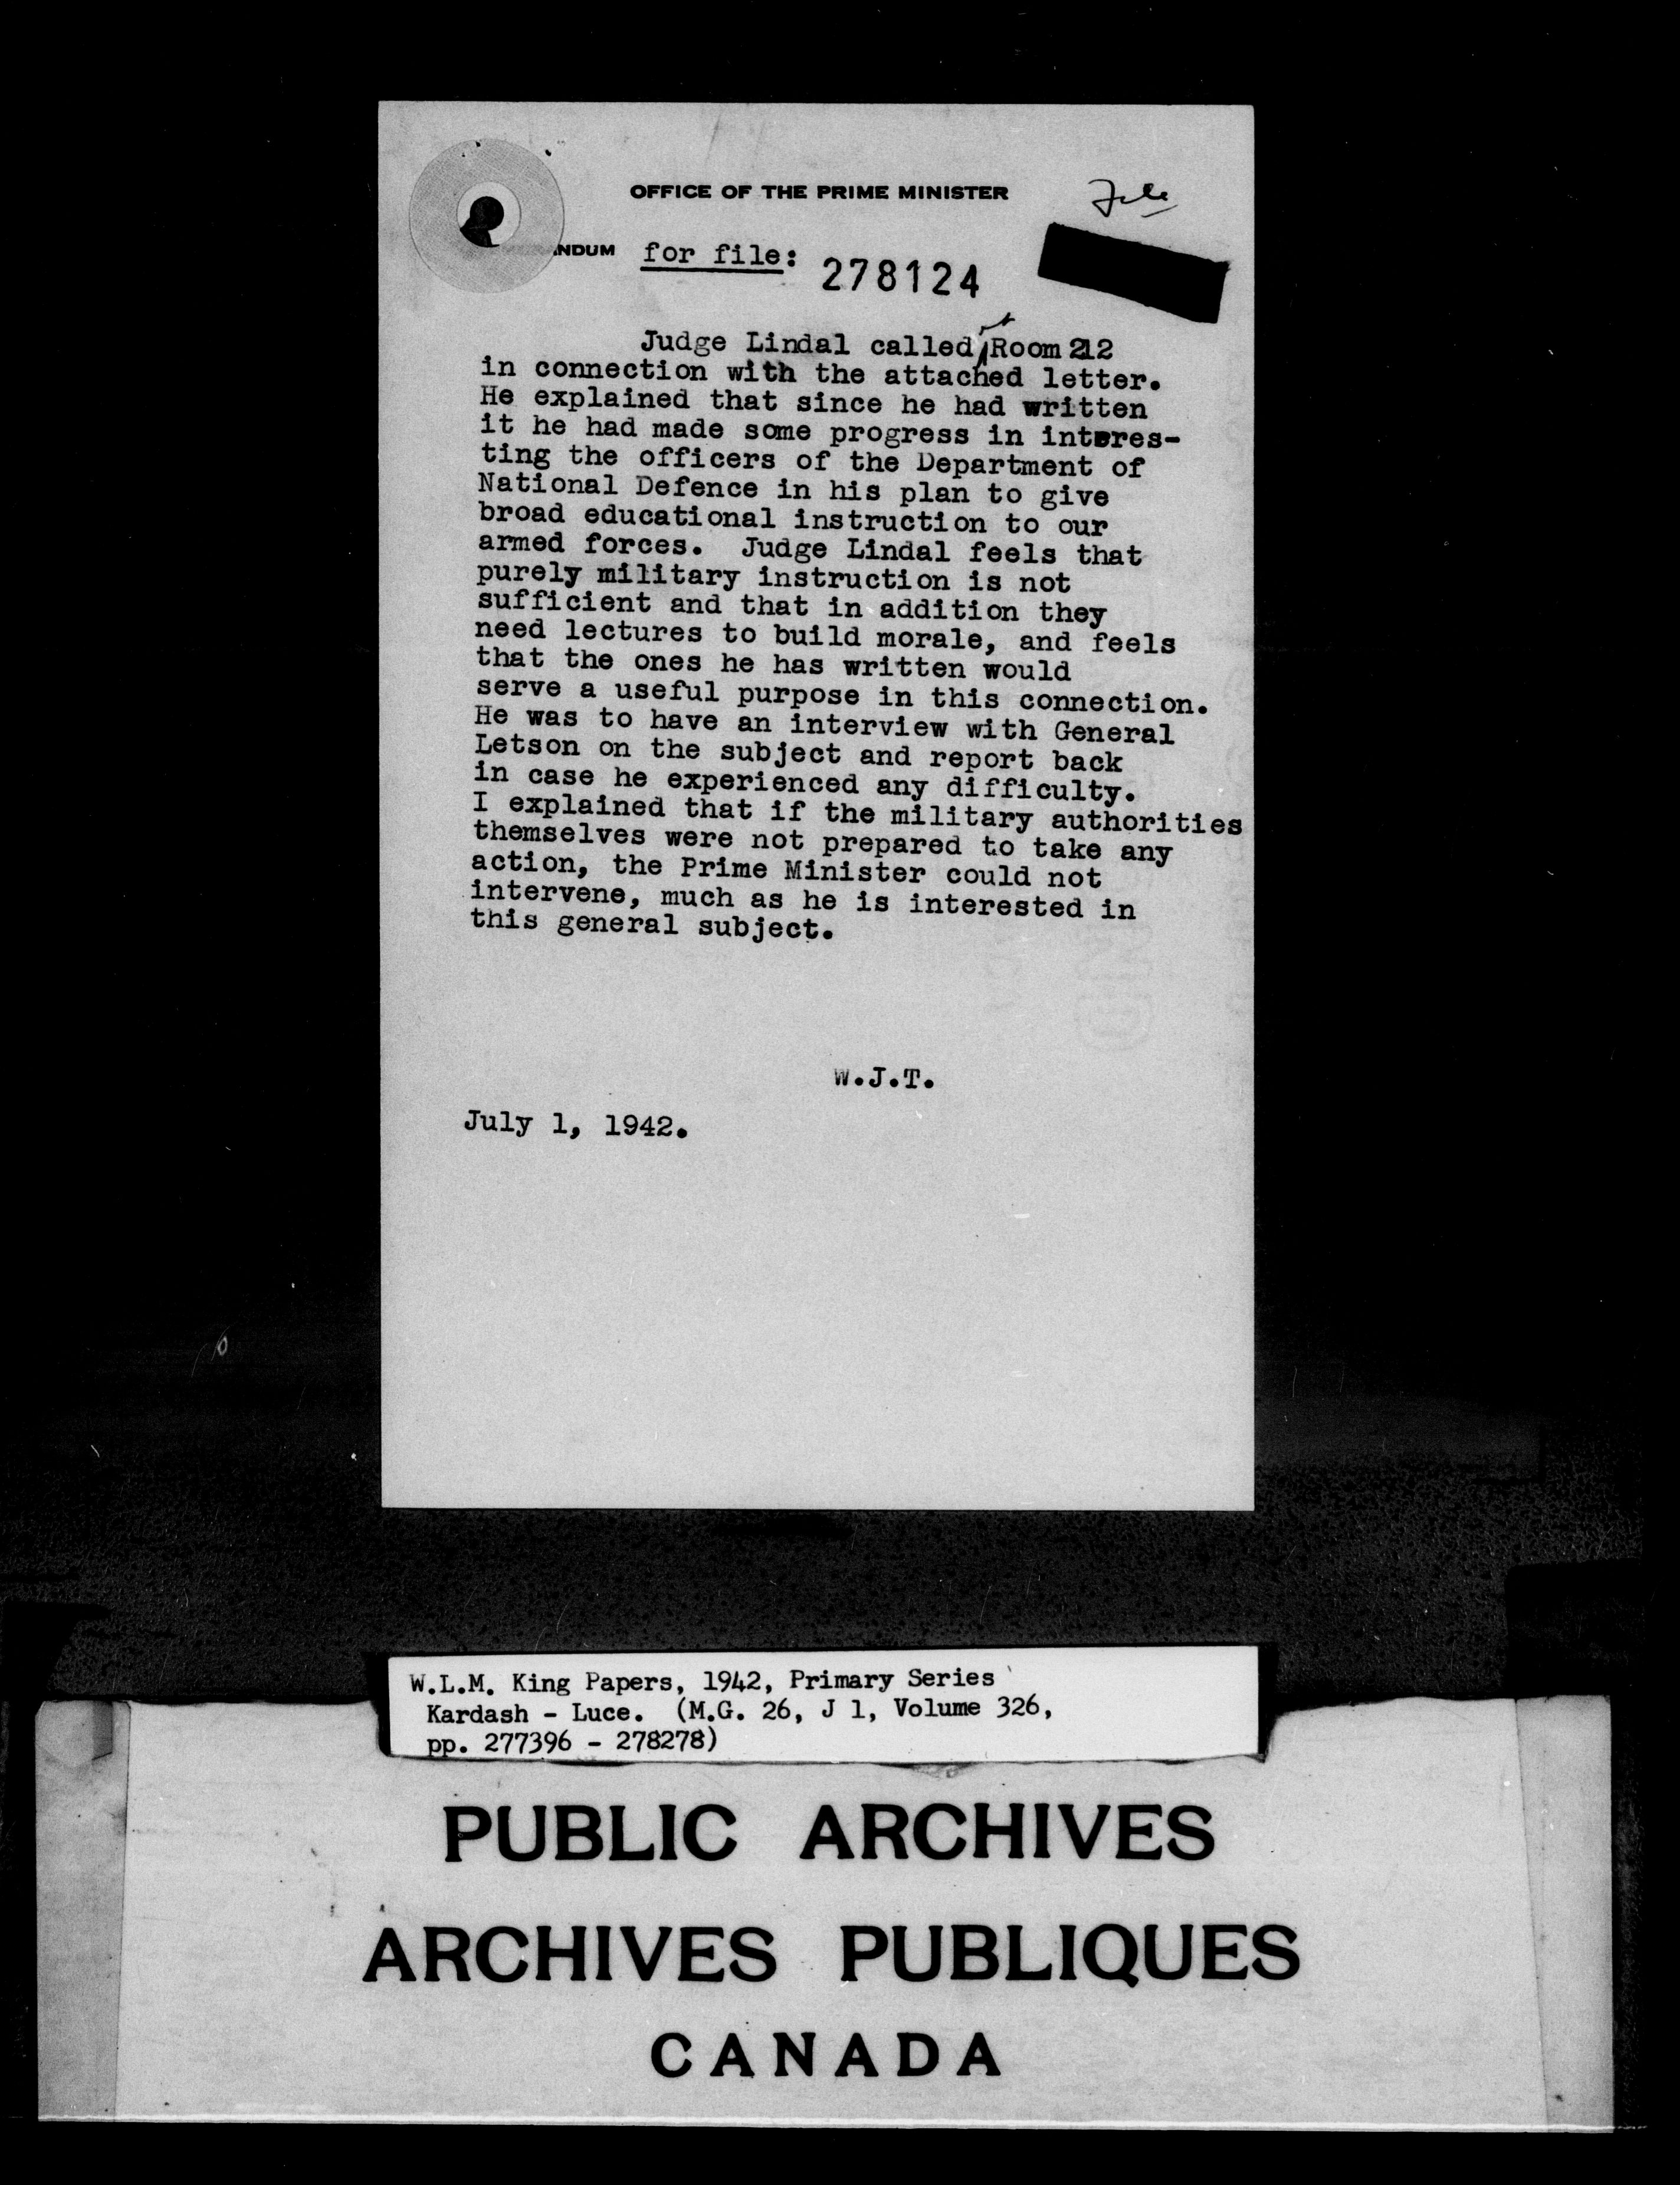 OFFICE OF THE PRIME MINISTER
File
NDUM for file:
278124
Judge Lindal called at Room 212
in connection with the attached letter.
He explained that since he had written
it he had made some progress in interes-
ting the officers of the Department of
National Defence in his plan to give
broad educational instruction to our
armed forces. Judge Lindal feels that
purely military instruction is not
sufficient and that in addition they
need lectures to build morale, and feels
that the ones he has written would
serve a useful purpose in this connection.
He was to have an interview with General
Letson on the subject and report back
in case he experienced any difficulty.
I explained that if the military authorities
themselves were not prepared to take any
action, the Prime Minister could not
intervene, much as he is interested in
this general subject.
W.J.T.
July 1, 1942.
W.L.M. King Papers, 1942, Primary Series
Kardash - Luce. (M.G. 26, J 1, Volume 326,
pp. 277396 - 278278)
PUBLIC ARCHIVES
ARCHIVES PUBLIQUES
CANADA